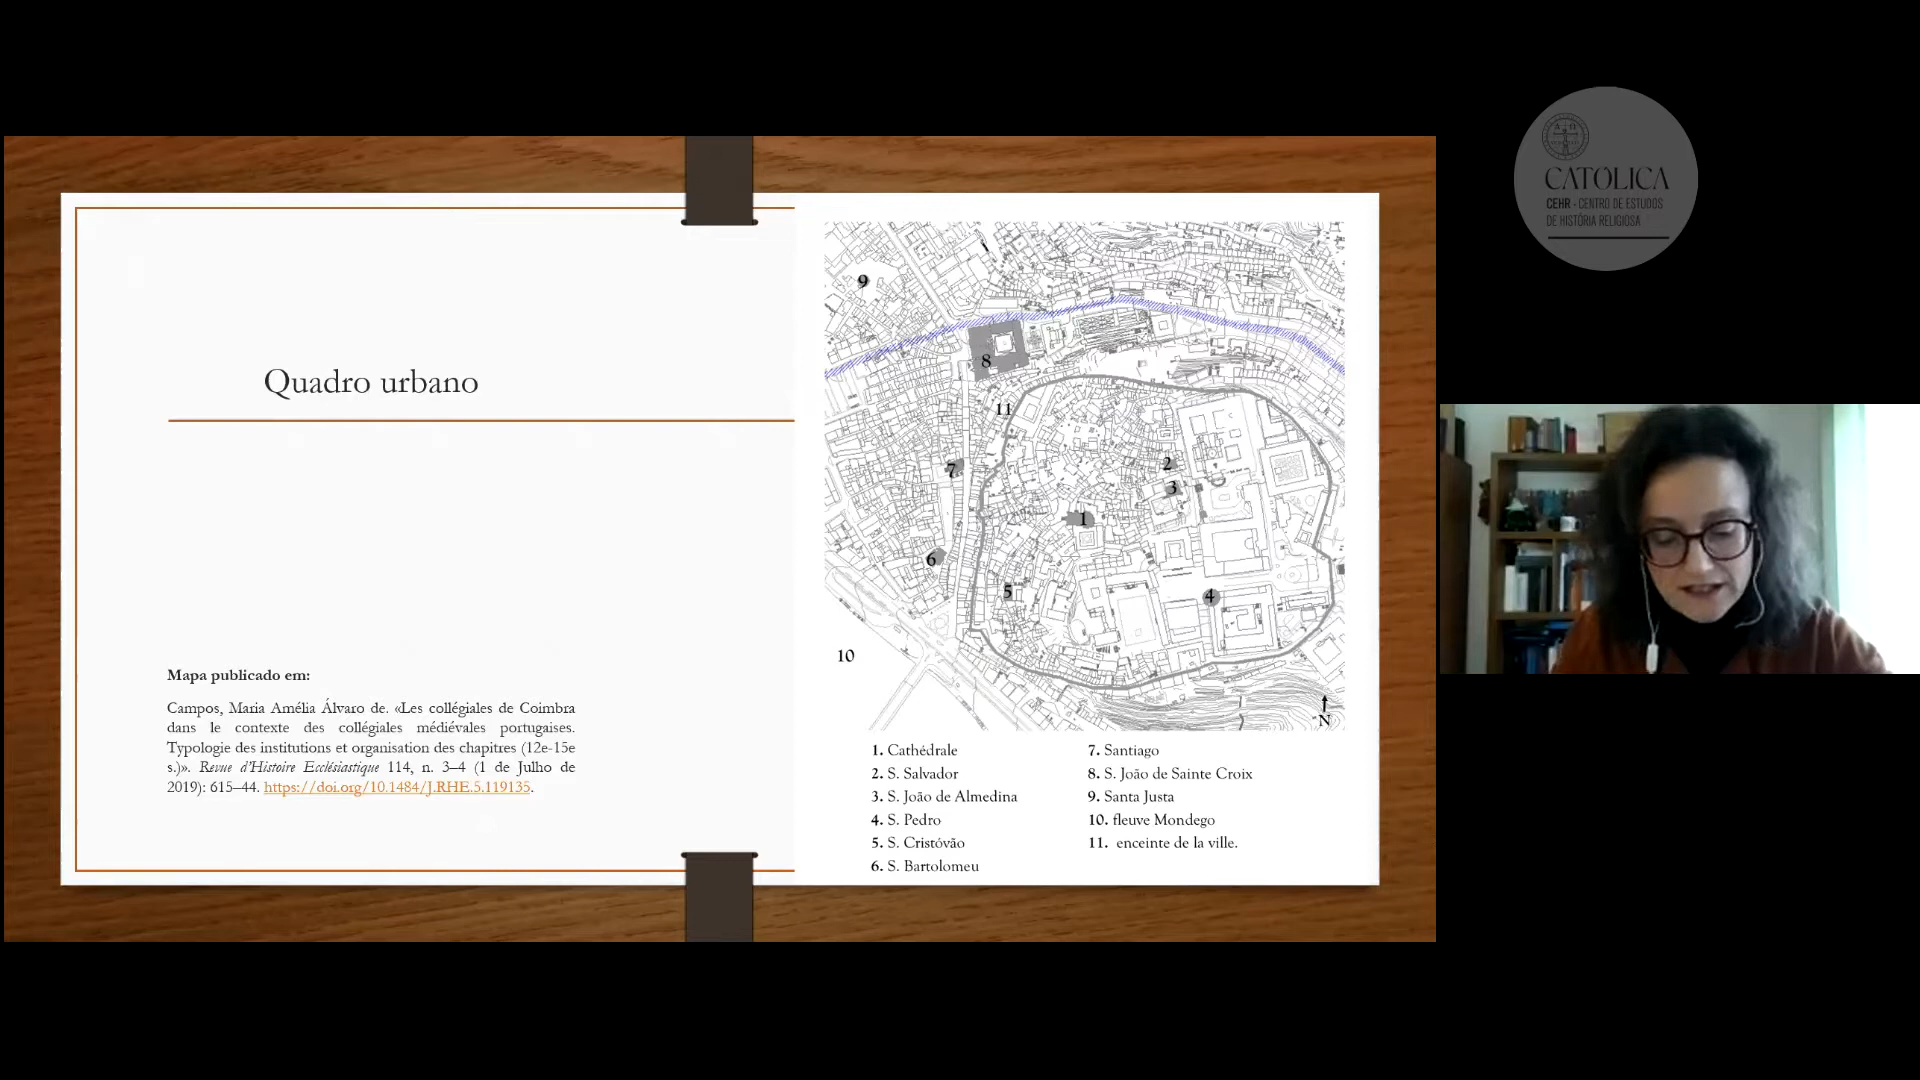 Quadro urbano
Mapa publicado em:
Campos, Maria Amélia Álvaro de. «Les collégiales de Coimbra
dans le contexte des collégiales médiévales portugaises.
Typologie des institutions et organisation des chapitres (12e-15e
s.)». Revue d'Histoire Ecclésiastique 114, n. 3–4 (1 de Julho de
2019): 615–44. https://doi.org/10.1484/J.RHE.5.119135.
9
8
11
7
2
3
1
6
5
4
10
N
1. Cathédrale
2. S. Salvador
3. S. João de Almedina
4. S. Pedro
5. S. Cristóvão
6. S. Bartolomeu
7. Santiago
8. S. João de Sainte Croix
9. Santa Justa
10. fleuve Mondego
11. enceinte de la ville.
CATÓLICA
CEHR - CENTRO DE ESTUDOS
DE HISTÓRIA RELIGIOSA